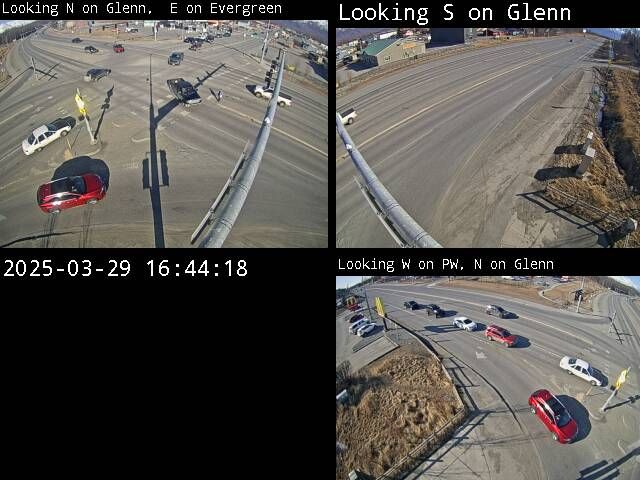 Looking N on Glenn,  E on Evergreen
Looking S on Glenn
2025-03-29 16:44:18
Looking W on PW, N on Glenn